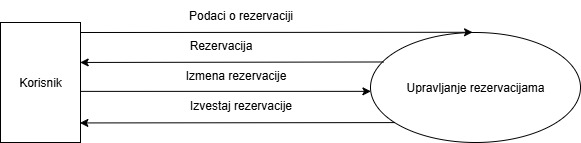 Podaci o rezervaciji
Rezervacija
Korisnik
Izmena rezervacije
Upravljanje rezervacijama
Izvestaj rezervacije